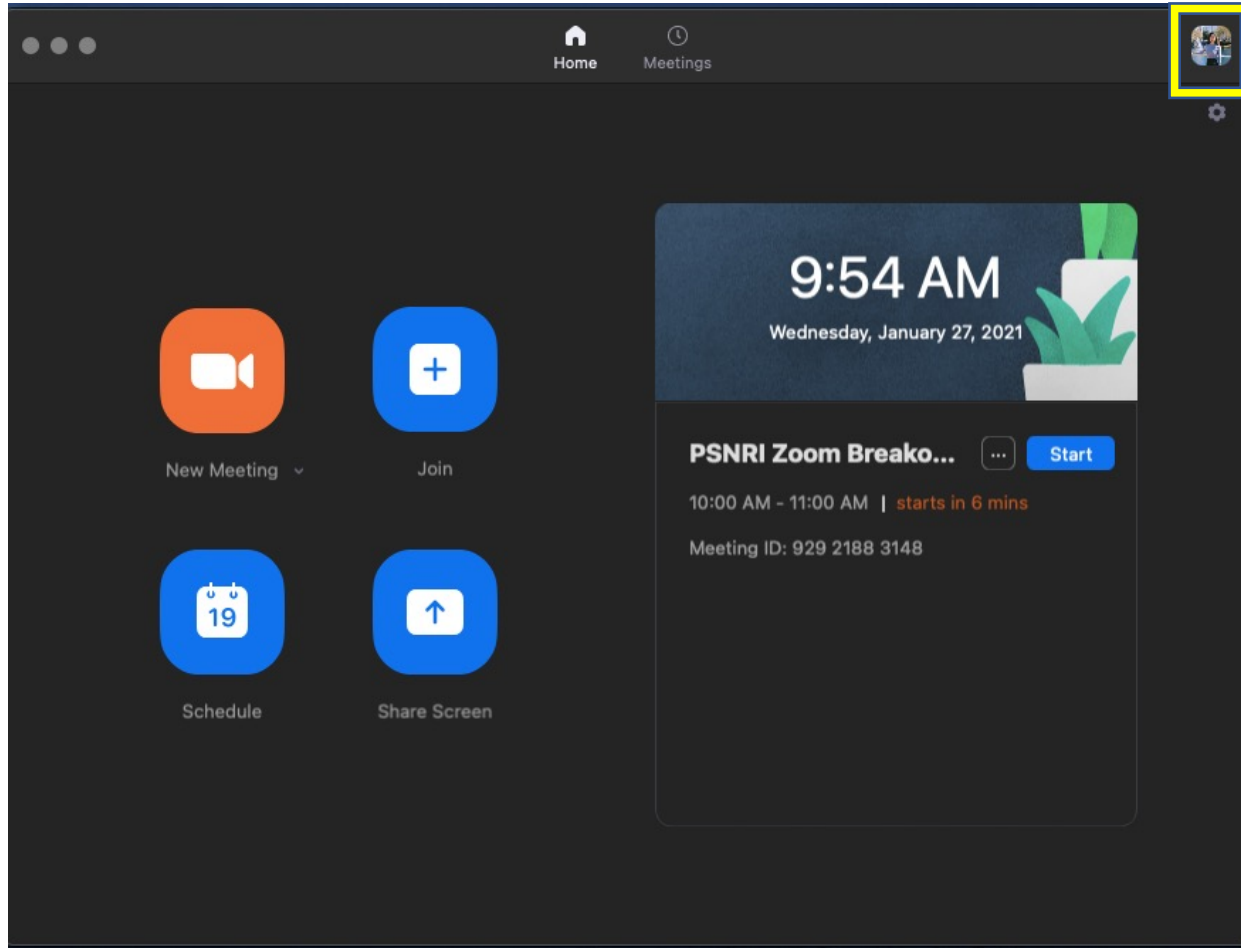 Home
Meetings
9:54 AM
Wednesday, January 27, 2021
New Meeting
Join
PSNRI Zoom Breako...
Start
10:00 AM - 11:00 AM | starts in 6 mins
Meeting ID: 929 2188 3148
19
Schedule
Share Screen